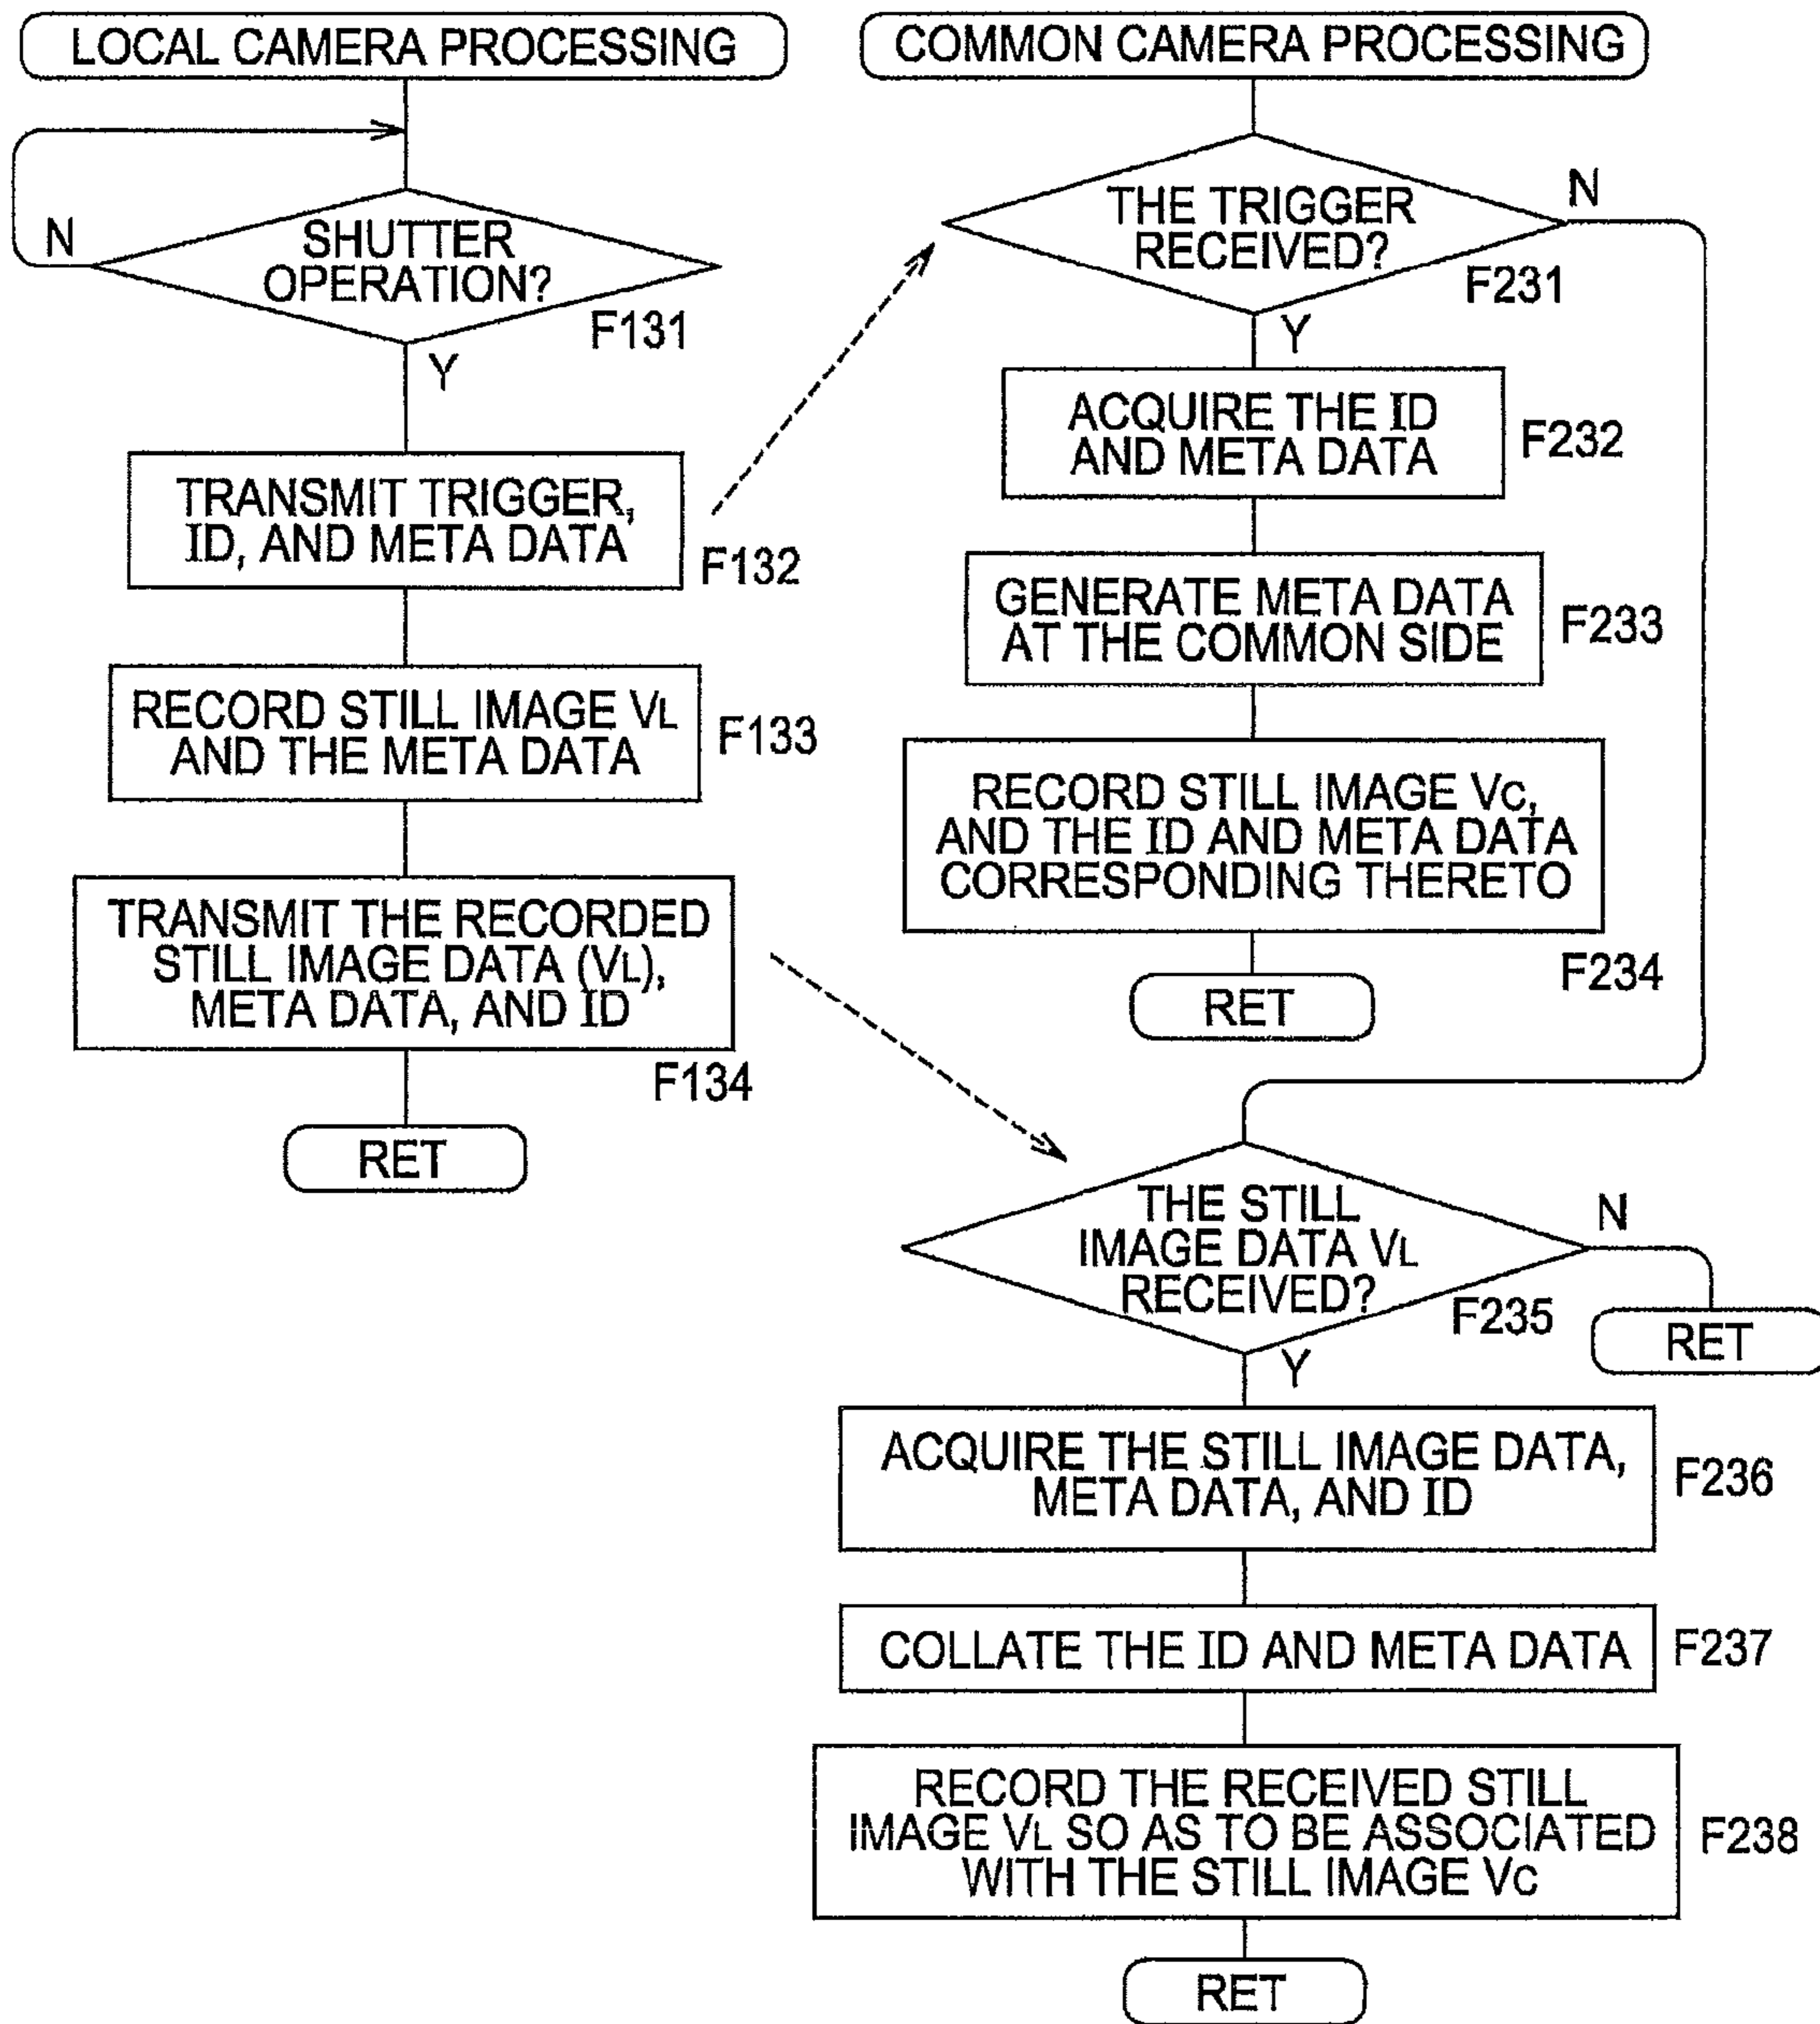 LOCAL CAMERA PROCESSING
N
SHUTTER
OPERATION?
F131
Y
TRANSMIT TRIGGER,
ID, AND META DATA
F132
RECORD STILL IMAGE VL
AND THE META DATA
F133
TRANSMIT THE RECORDED
STILL IMAGE DATA (VL),
META DATA, AND ID
F134
RET
COMMON CAMERA PROCESSING
THE TRIGGER
RECEIVED?
N
F231
Y
ACQUIRE THE ID
AND META DATA
F232
GENERATE META DATA
AT THE COMMON SIDE
F233
RECORD STILL IMAGE VC,
AND THE ID AND META DATA
CORRESPONDING THERETO
F234
RET
THE STILL
IMAGE DATA VL
RECEIVED?
N
F235
RET
Y
ACQUIRE THE STILL IMAGE DATA,
META DATA, AND ID
F236
COLLATE THE ID AND META DATA
F237
RECORD THE RECEIVED STILL
IMAGE VL SO AS TO BE ASSOCIATED
WITH THE STILL IMAGE VC
F238
RET